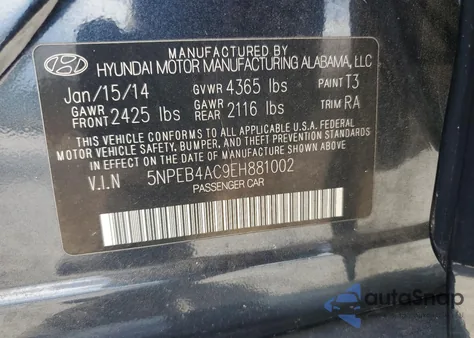 MANUFACTURED BY
HYUNDAI MOTOR MANUFACTURING ALABAMA, LLC
Jan/15/14 GVWR 4365 lbs PAINT T3
GAWR FRONT 2425 lbs GAWR REAR 2116 lbs TRIM RA
THIS VEHICLE CONFORMS TO ALL APPLICABLE FEDERAL
MOTOR VEHICLE SAFETY, BUMPER, AND THEFT PREVENTION STANDARDS
IN EFFECT ON THE DATE OF MANUFACTURE SHOWN ABOVE.
V.I.N 5NPEB4AC9EH881002
PASSENGER CAR
autoSnap